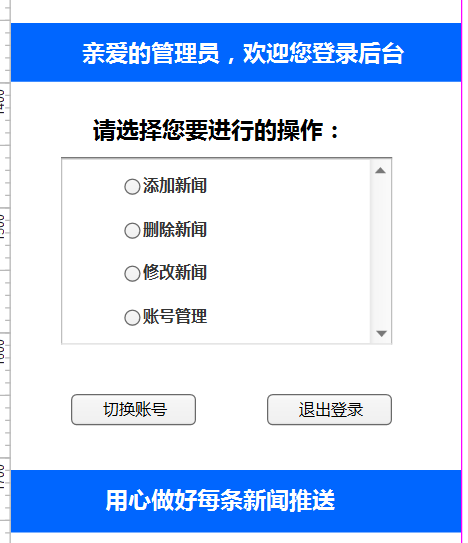 亲爱的管理员，欢迎您登录后台
请选择您要进行的操作：
添加新闻
删除新闻
修改新闻
账号管理
切换账号 退出登录
用心做好每条新闻推送